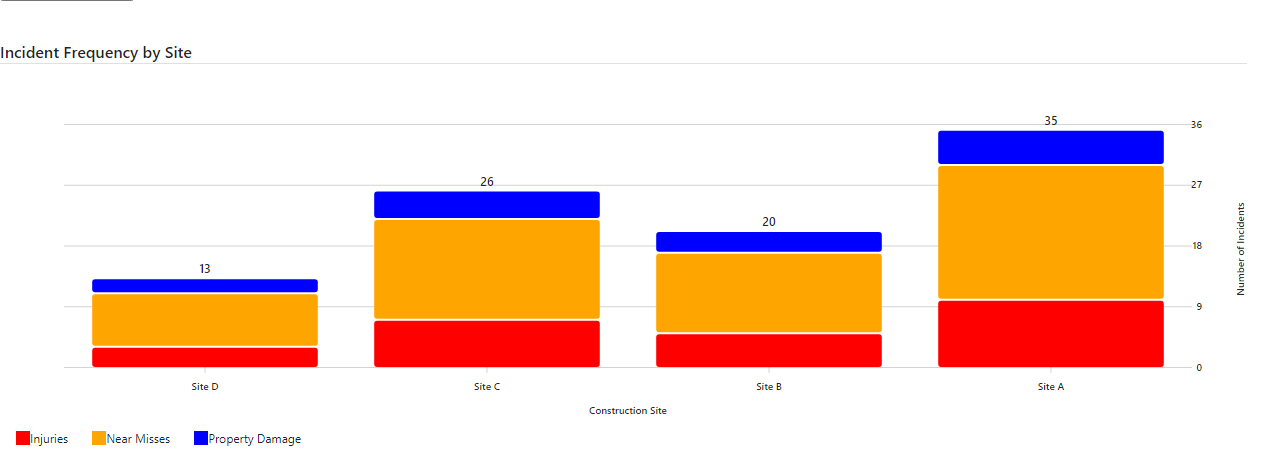 Incident Frequency by Site
35
36
26
27
20
18
13
9
0
Number of Incidents
Site D Site C Site B Site A
Construction Site
Injuries Near Misses Property Damage